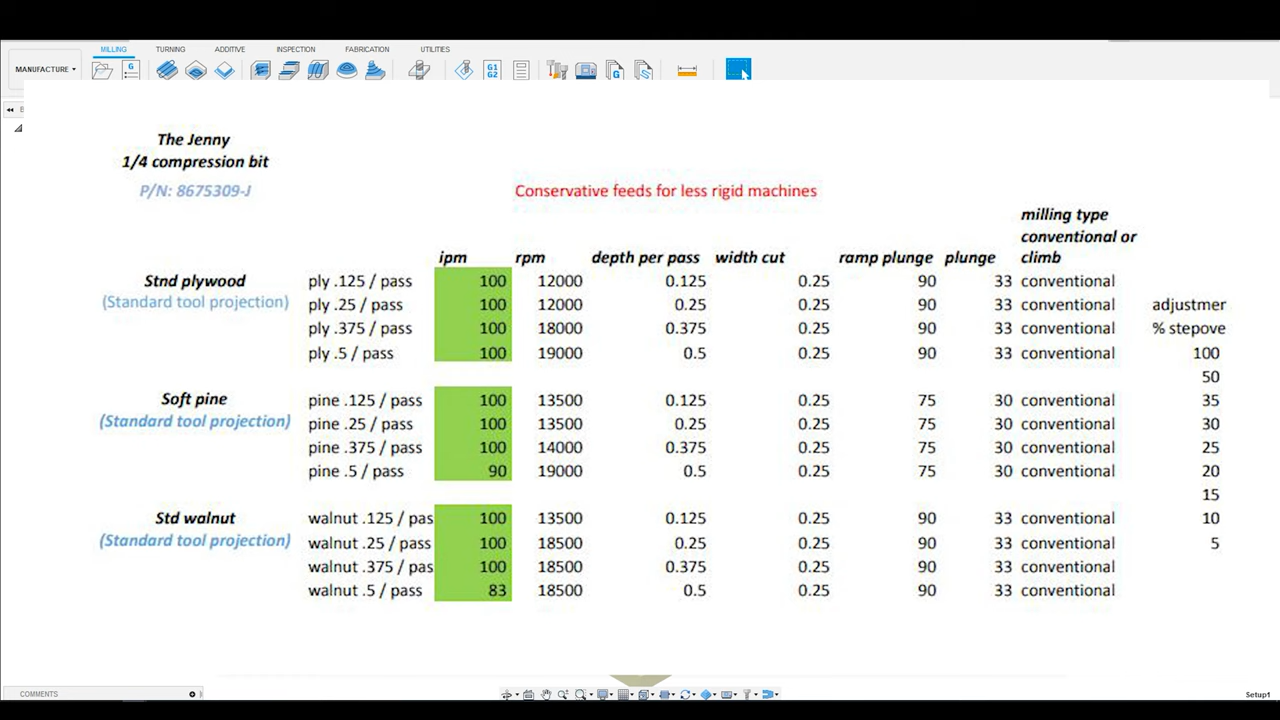 MILLING TURNING ADDITIVE INSPECTION FABRICATION UTILITIES
MANUFACTURE
G1
G2
The Jenny
1/4 compression bit
P/N: 8675309-J
Conservative feeds for less rigid machines
milling type
conventional or
ipm rpm depth per pass width cut ramp plunge plunge climb
Stnd plywood ply .125 / pass 100 12000 0.125 0.25 90 33 conventional
(Standard tool projection) ply .25 / pass 100 12000 0.25 0.25 90 33 conventional adjustmer
ply .375 / pass 100 18000 0.375 0.25 90 33 conventional % stepove
ply .5 / pass 100 19000 0.5 0.25 90 33 conventional 100
50
Soft pine pine .125 / pass 100 13500 0.125 0.25 75 30 conventional 35
(Standard tool projection) pine .25 / pass 100 13500 0.25 0.25 75 30 conventional 30
pine .375 / pass 100 14000 0.375 0.25 75 30 conventional 25
pine .5 / pass 90 19000 0.5 0.25 75 30 conventional 20
15
Std walnut walnut .125 / pas 100 13500 0.125 0.25 90 33 conventional 10
(Standard tool projection) walnut .25 / pass 100 18500 0.25 0.25 90 33 conventional 5
walnut .375 / pas 100 18500 0.375 0.25 90 33 conventional
walnut .5 / pass 83 18500 0.5 0.25 90 33 conventional
COMMENTS Setup1